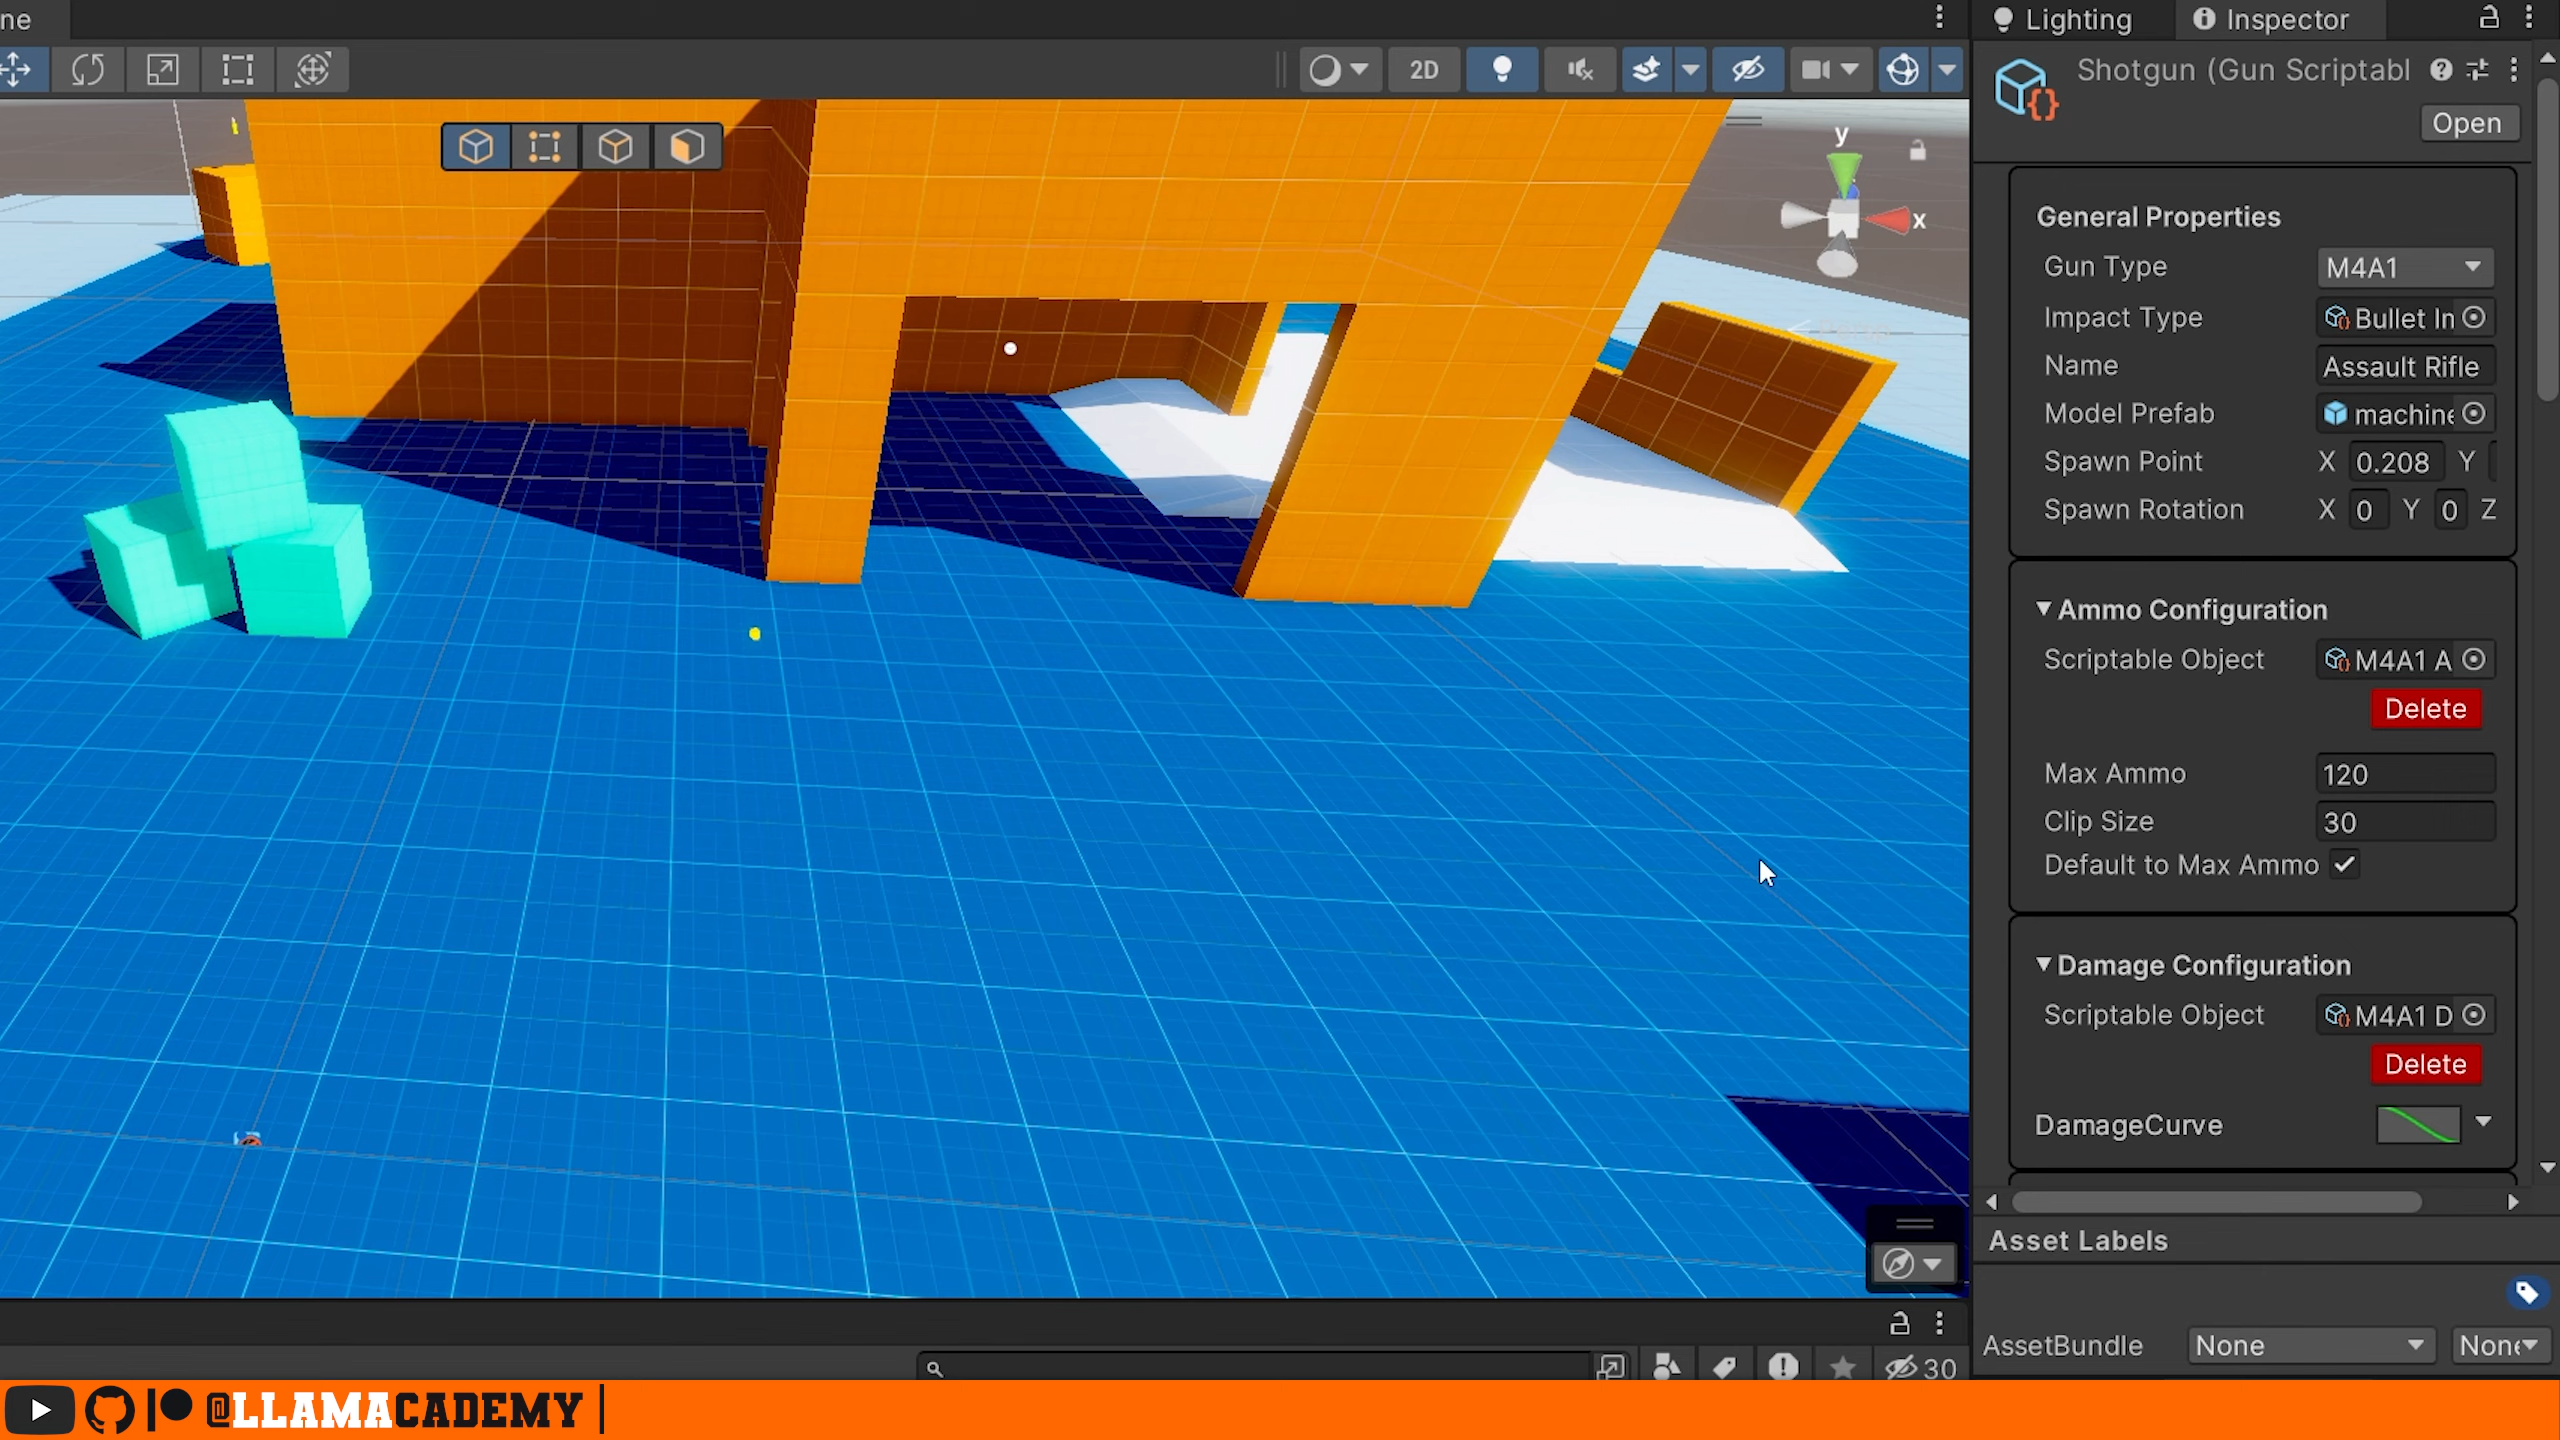 ne
Lighting
Inspector
2D
Shotgun (Gun Scriptabl
Open
y
x
General Properties
Gun Type M4A1
Impact Type Bullet In
Name Assault Rifle
Model Prefab machine
Spawn Point X 0.208 Y
Spawn Rotation X 0 Y 0 Z
Ammo Configuration
Scriptable Object M4A1 A
Delete
Max Ammo 120
Clip Size 30
Default to Max Ammo
Damage Configuration
Scriptable Object M4A1 D
Delete
DamageCurve
Asset Labels
AssetBundle None None
30
@LLAMACADEMY